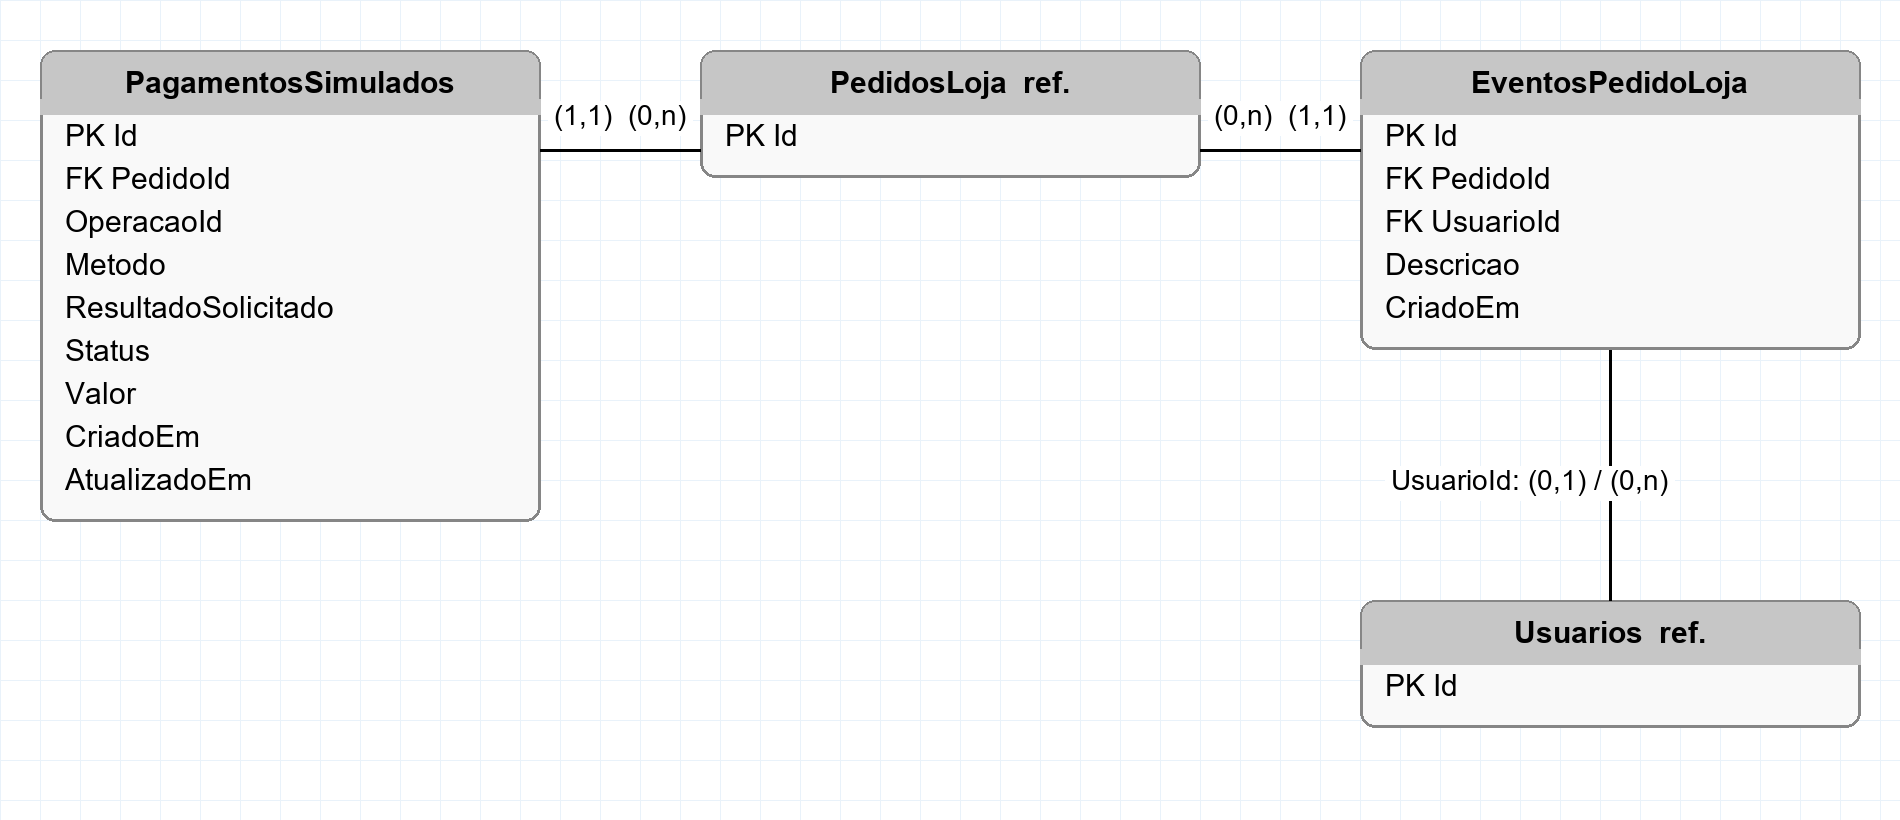 PagamentosSimulados
PK Id
FK PedidoId
OperacaoId
Metodo
ResultadoSolicitado
Status
Valor
CriadoEm
AtualizadoEm
(1,1) (0,n)
PedidosLoja ref.
PK Id
(0,n) (1,1)
EventosPedidoLoja
PK Id
FK PedidoId
FK UsuarioId
Descricao
CriadoEm
UsuarioId: (0,1) / (0,n)
Usuarios ref.
PK Id